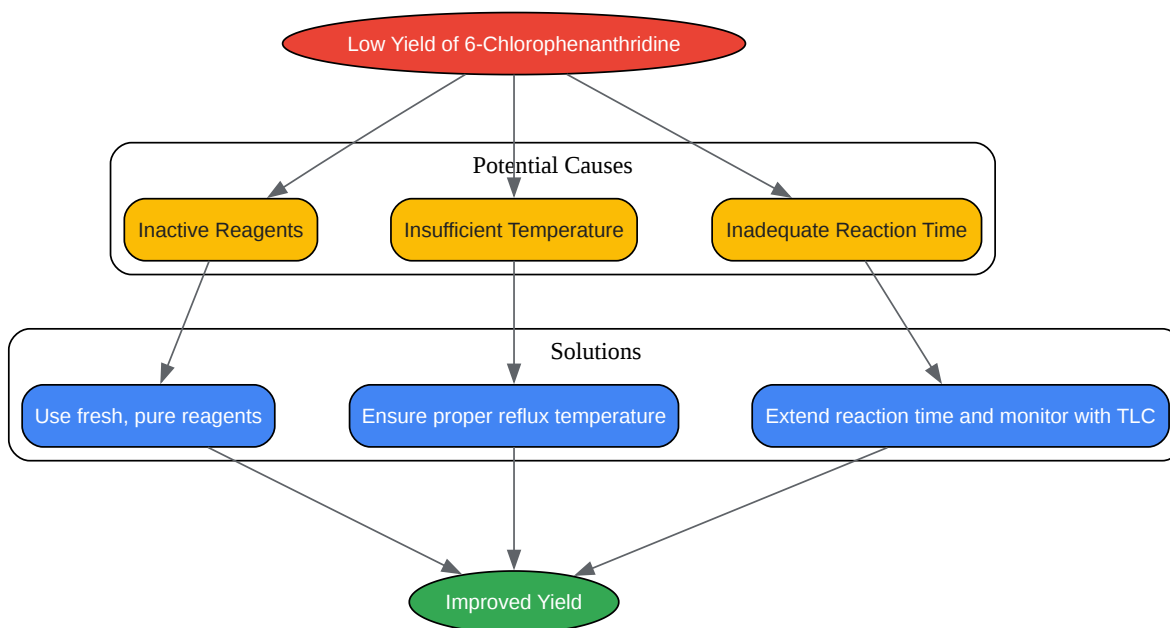 Low Yield of 6-Chlorophenanthridine
Potential Causes
Inactive Reagents
Insufficient Temperature
Inadequate Reaction Time
Solutions
Use fresh, pure reagents
Ensure proper reflux temperature
Extend reaction time and monitor with TLC
Improved Yield